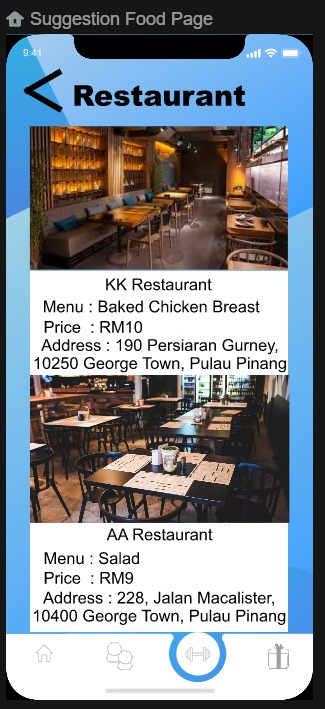 Suggestion Food Page
9:41
Restaurant
KK Restaurant
Menu : Baked Chicken Breast
Price : RM10
Address : 190 Persiaran Gurney,
10250 George Town, Pulau Pinang
AA Restaurant
Menu : Salad
Price : RM9
Address : 228, Jalan Macalister,
10400 George Town, Pulau Pinang